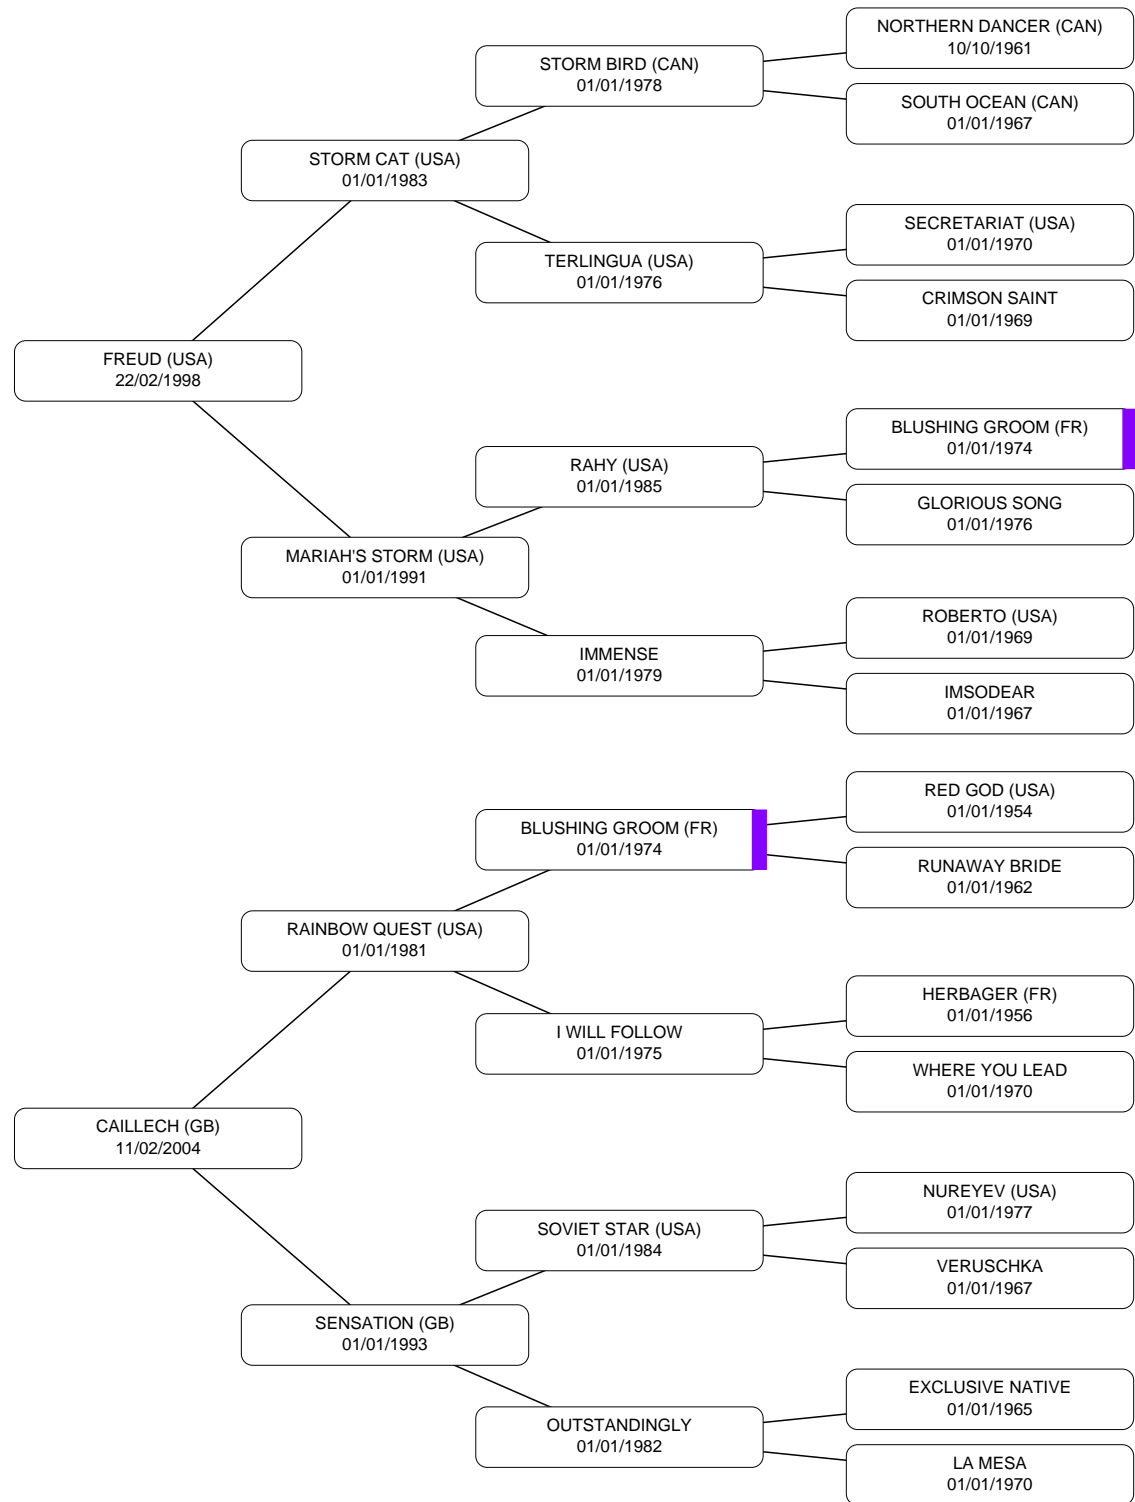 NORTHERN DANCER (CAN)
10/10/1961
STORM BIRD (CAN)
01/01/1978
SOUTH OCEAN (CAN)
01/01/1967
STORM CAT (USA)
01/01/1983
SECRETARIAT (USA)
01/01/1970
TERLINGUA (USA)
01/01/1976
CRIMSON SAINT
01/01/1969
FREUD (USA)
22/02/1998
BLUSHING GROOM (FR)
01/01/1974
RAHY (USA)
01/01/1985
GLORIOUS SONG
01/01/1976
MARIAH'S STORM (USA)
01/01/1991
ROBERTO (USA)
01/01/1969
IMMENSE
01/01/1979
IMSODEAR
01/01/1967
RED GOD (USA)
01/01/1954
BLUSHING GROOM (FR)
01/01/1974
RUNAWAY BRIDE
01/01/1962
RAINBOW QUEST (USA)
01/01/1981
HERBAGER (FR)
01/01/1956
I WILL FOLLOW
01/01/1975
WHERE YOU LEAD
01/01/1970
CAILLECH (GB)
11/02/2004
NUREYEV (USA)
01/01/1977
SOVIET STAR (USA)
01/01/1984
VERUSCHKA
01/01/1967
SENSATION (GB)
01/01/1993
EXCLUSIVE NATIVE
01/01/1965
OUTSTANDINGLY
01/01/1982
LA MESA
01/01/1970